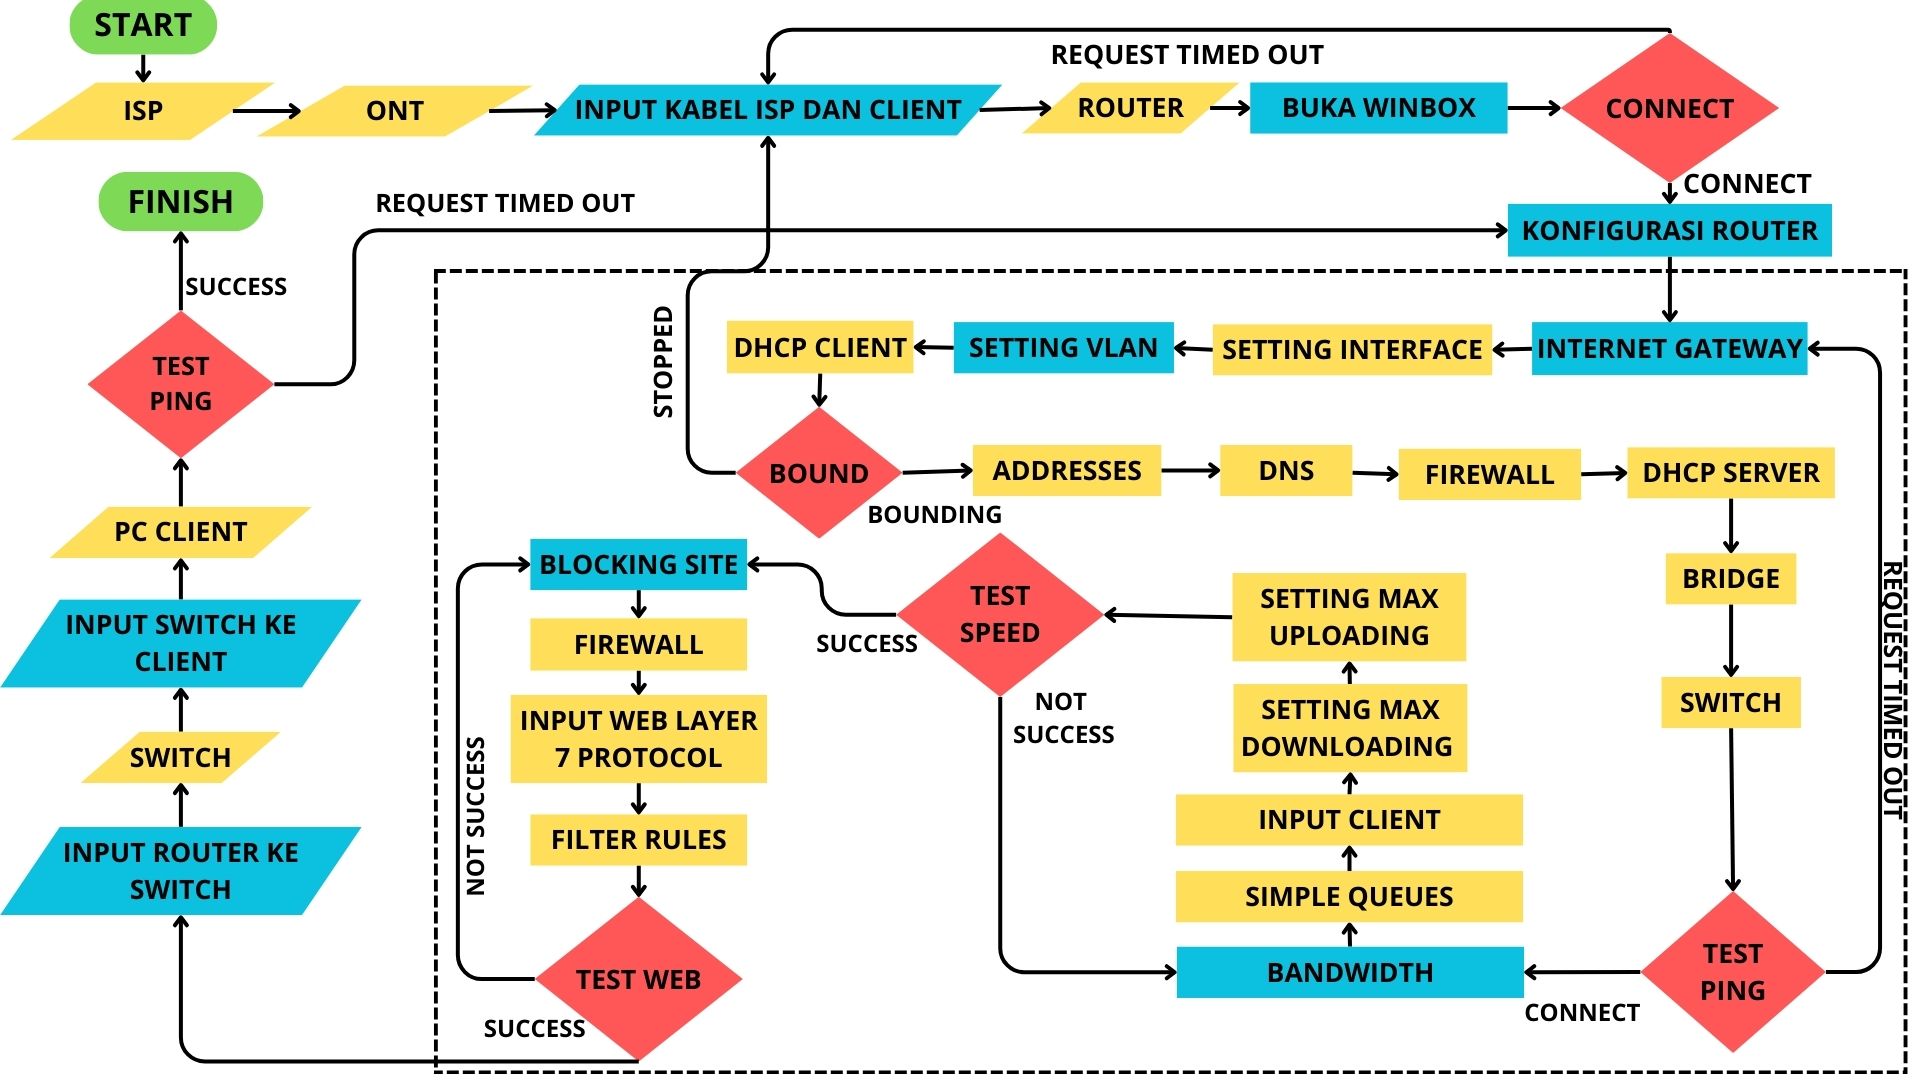 START
REQUEST TIMED OUT
ISP
ONT
INPUT KABEL ISP DAN CLIENT
ROUTER
BUKA WINBOX
CONNECT
CONNECT
FINISH
REQUEST TIMED OUT
KONFIGURASI ROUTER
SUCCESS
STOPPED
DHCP CLIENT
SETTING VLAN
SETTING INTERFACE
INTERNET GATEWAY
TEST
PING
BOUND
ADDRESSES
DNS
FIREWALL
DHCP SERVER
BOUNDING
PC CLIENT
BLOCKING SITE
TEST
SPEED
SETTING MAX
UPLOADING
BRIDGE
REQUEST TIMED OUT
INPUT SWITCH KE
CLIENT
FIREWALL
SUCCESS
NOT
SUCCESS
SETTING MAX
DOWNLOADING
SWITCH
INPUT WEB LAYER
7 PROTOCOL
SWITCH
NOT SUCCESS
FILTER RULES
INPUT CLIENT
INPUT ROUTER KE
SWITCH
SIMPLE QUEUES
TEST WEB
BANDWIDTH
TEST
PING
CONNECT
SUCCESS